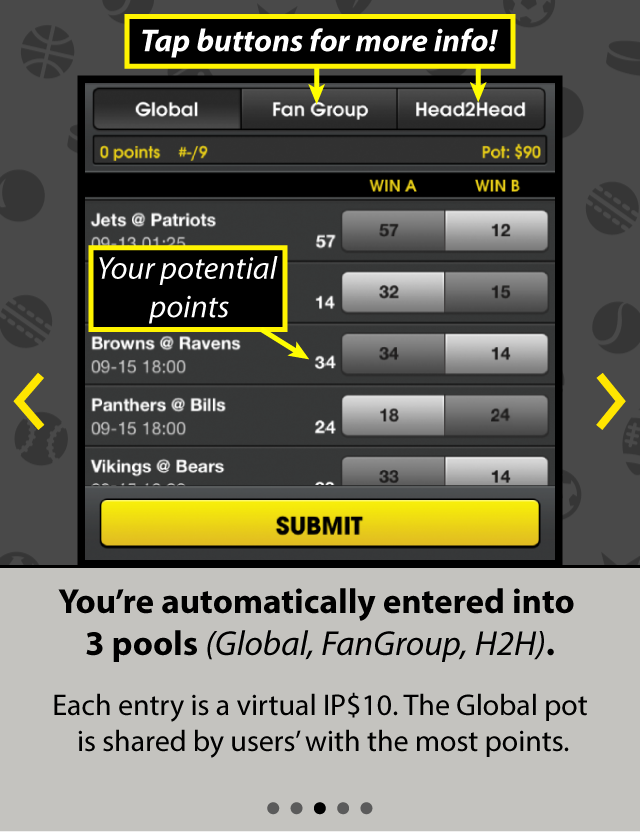 Tap buttons for more info!
Global Fan Group Head2Head
0 points #-/9 Pot: $90
WIN A WIN B
Jets @ Patriots
09-13 01:25 57 57 12
Your potential
points
14 32 15
Browns @ Ravens
09-15 18:00 34 34 14
Panthers @ Bills
09-15 18:00 24 18 24
Vikings @ Bears
33 14
SUBMIT
You're automatically entered into
3 pools (Global, FanGroup, H2H).
Each entry is a virtual IP$10. The Global pot
is shared by users' with the most points.